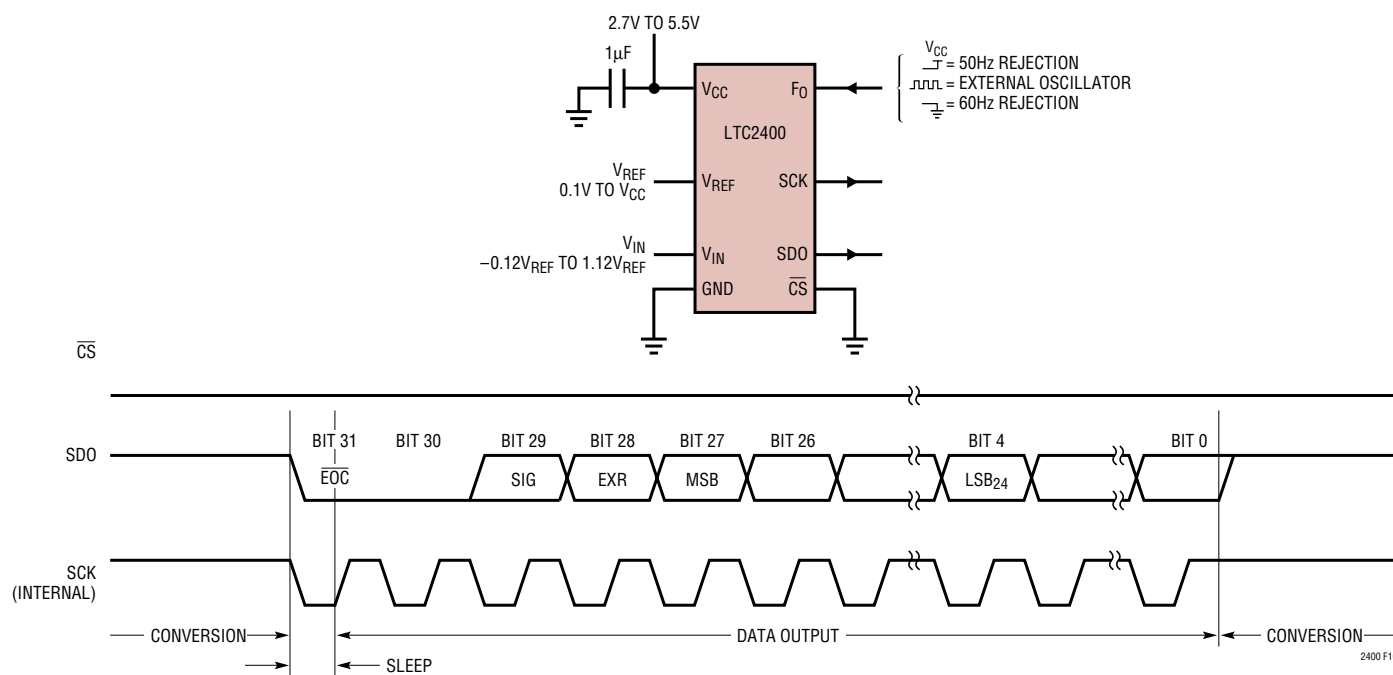 2.7V TO 5.5V
1µF
VCC
FO
LTC2400
VREF
0.1V TO VCC
VREF
SCK
VIN
–0.12VREF TO 1.12VREF
VIN
SDO
GND
CS
VCC
= 50Hz REJECTION
= EXTERNAL OSCILLATOR
= 60Hz REJECTION
CS
SDO
BIT 31 BIT 30 BIT 29 BIT 28 BIT 27 BIT 26 BIT 4 BIT 0
EOC SIG EXR MSB LSB24
SCK
(INTERNAL)
CONVERSION DATA OUTPUT CONVERSION
SLEEP